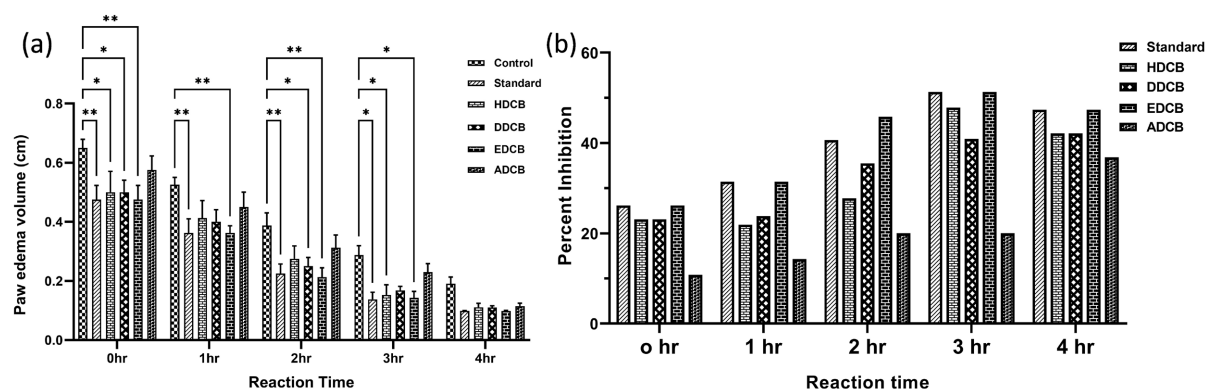 (a)
**
*
*
**
**
**
**
*
**
*
*
*
Control
Standard
HDCB
DDCB
EDCB
ADCB
Paw edema volume (cm)
0.8
0.6
0.4
0.2
0.0
0hr
1hr
2hr
3hr
4hr
Reaction Time
(b)
Standard
HDCB
DDCB
EDCB
ADCB
Percent Inhibition
60
40
20
0
o hr
1 hr
2 hr
3 hr
4 hr
Reaction time